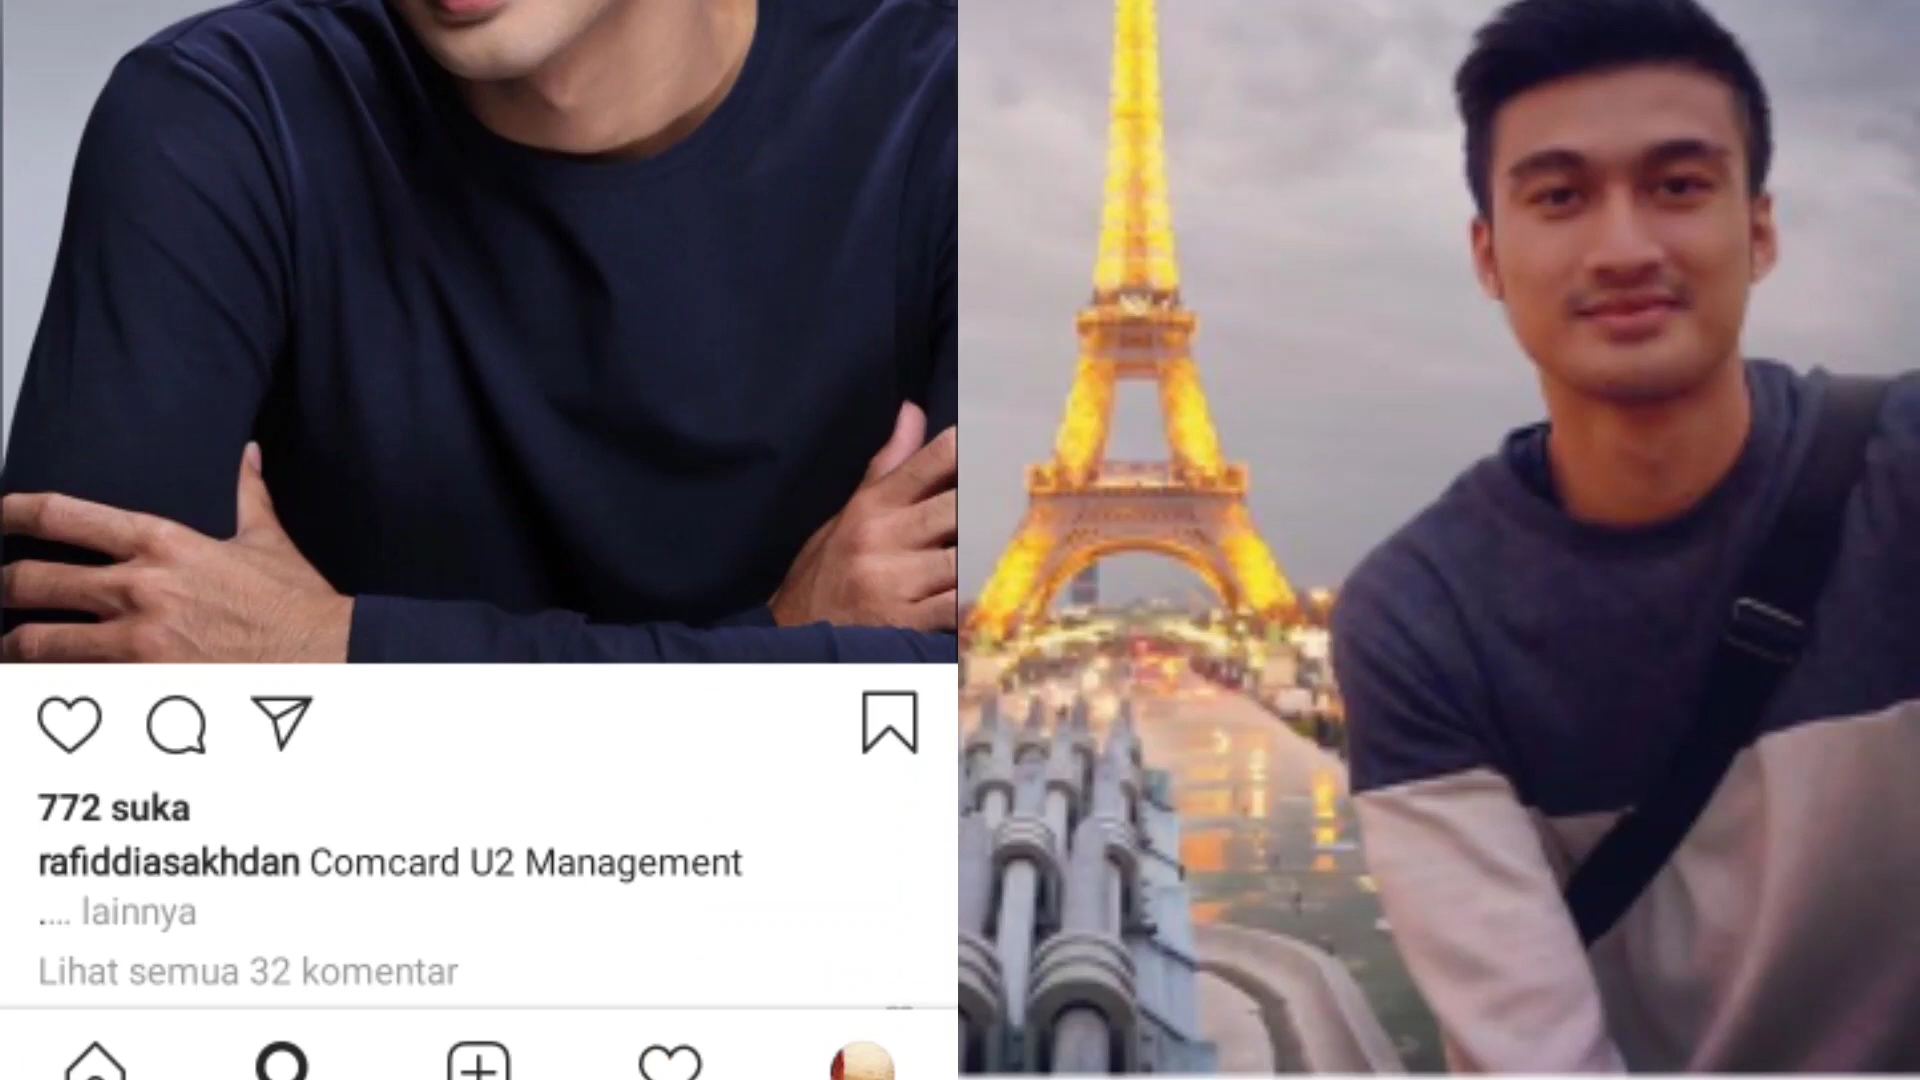 772 suka
rafiddiasakhdan Comcard U2 Management
.... lainnya
Lihat semua 32 komentar